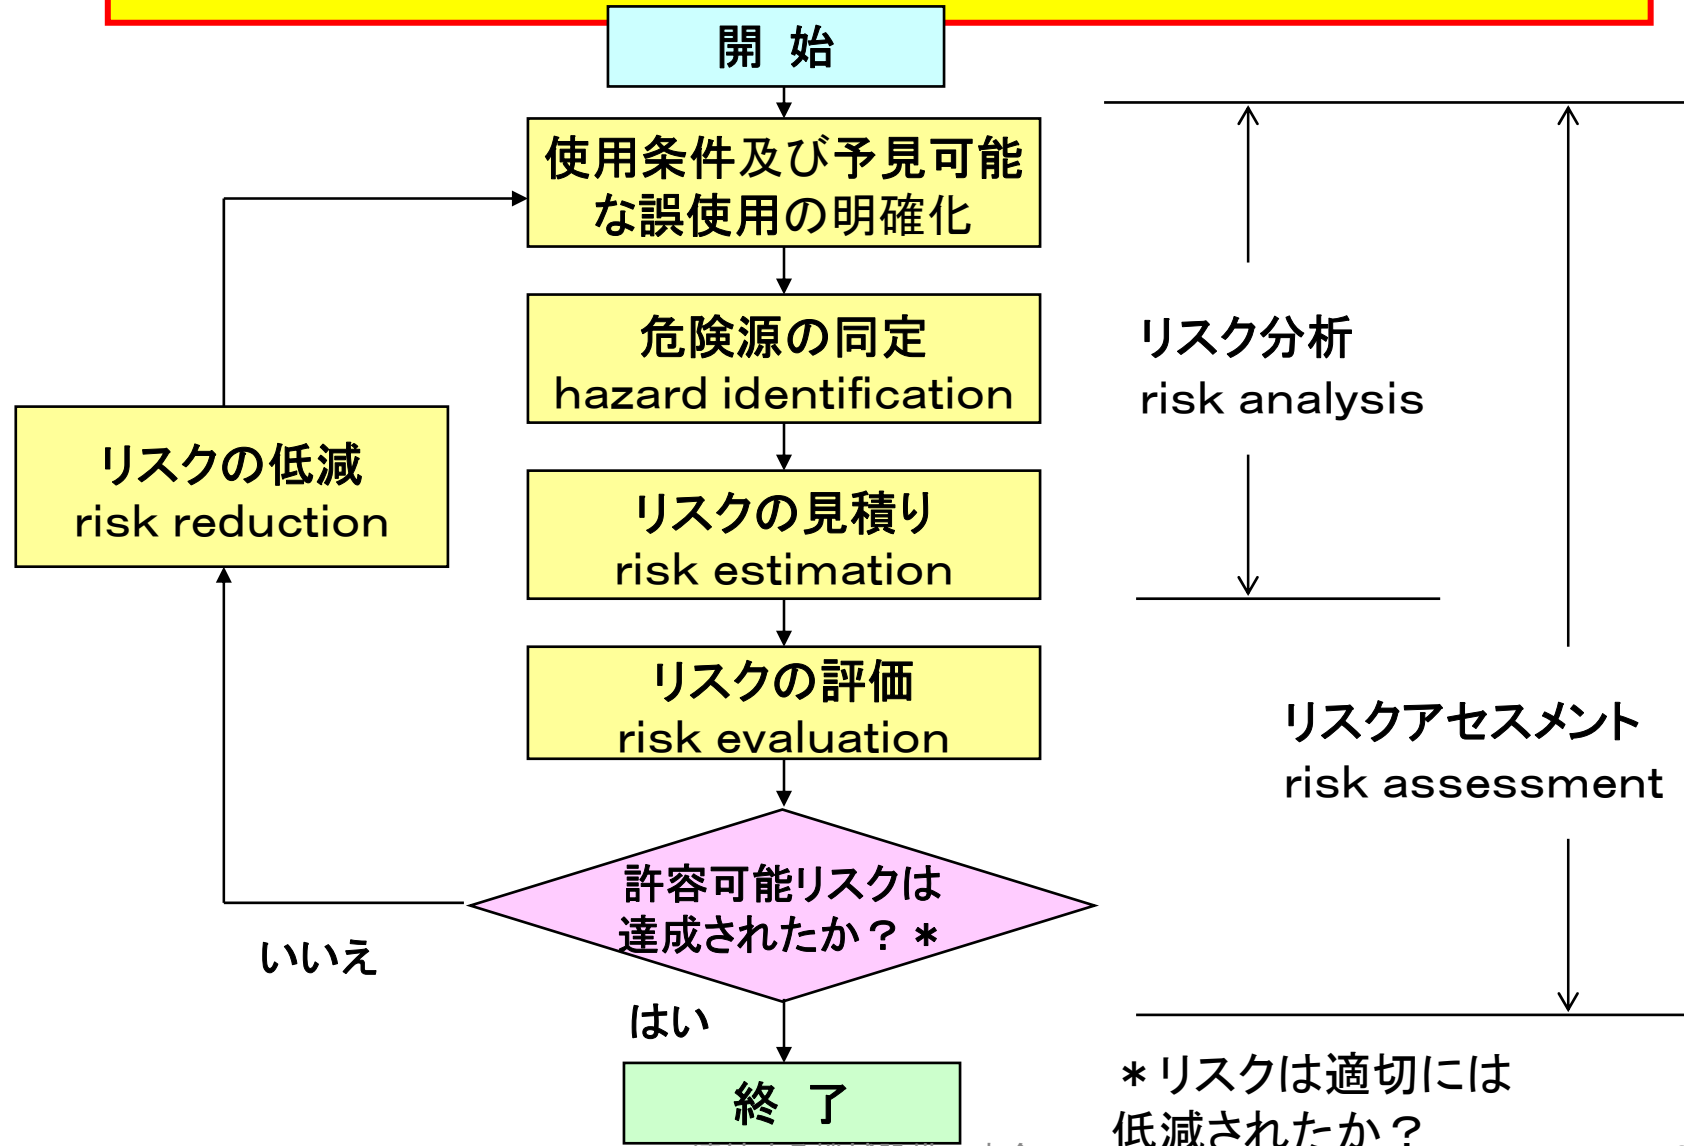 開 始
使用条件及び予見可能
な誤使用の明確化
危険源の同定
hazard identification
リスク分析
risk analysis
リスクの低減
risk reduction
リスクの見積り
risk estimation
リスクの評価
risk evaluation
リスクアセスメント
risk assessment
許容可能リスクは
達成されたか？＊
いいえ
はい
終 了
＊リスクは適切には
低減されたか？